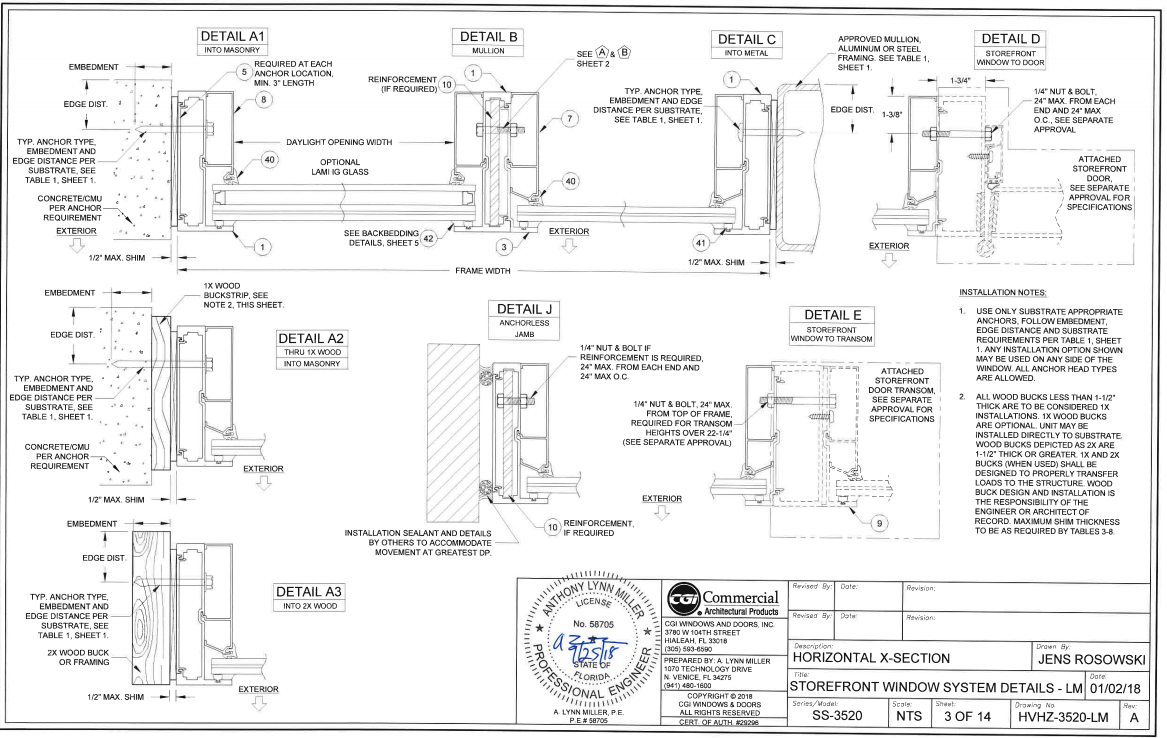 DETAIL A1
INTO MASONRY
EMBEDMENT
5
REQUIRED AT EACH
ANCHOR LOCATION,
MIN. 3" LENGTH
8
EDGE DIST.
TYP. ANCHOR TYPE,
EMBEDMENT AND
EDGE DISTANCE PER
SUBSTRATE, SEE
TABLE 1, SHEET 1.
CONCRETE/CMU
PER ANCHOR
REQUIREMENT
EXTERIOR
1/2" MAX. SHIM
DAYLIGHT OPENING WIDTH
40
OPTIONAL
LAMI IG GLASS
1
SEE BACKBEDDING
DETAILS, SHEET 5
42
FRAME WIDTH
DETAIL B
MULLION
REINFORCEMENT
(IF REQUIRED)
10
1
SEE A & B
SHEET 2
7
40
3
EXTERIOR
DETAIL C
INTO METAL
1
APPROVED MULLION,
ALUMINUM OR STEEL
FRAMING. SEE TABLE 1,
SHEET 1.
TYP. ANCHOR TYPE,
EMBEDMENT AND EDGE
DISTANCE PER SUBSTRATE,
SEE TABLE 1, SHEET 1.
EDGE DIST.
41
1/2" MAX. SHIM
DETAIL D
STOREFRONT
WINDOW TO DOOR
1-3/4"
1-3/8"
1/4" NUT & BOLT,
24" MAX. FROM EACH
END AND 24" MAX
O.C., SEE SEPARATE
APPROVAL
ATTACHED
STOREFRONT
DOOR,
SEE SEPARATE
APPROVAL FOR
SPECIFICATIONS
EXTERIOR
EMBEDMENT
1X WOOD
BUCKSTRIP, SEE
NOTE 2, THIS SHEET.
EDGE DIST.
DETAIL A2
THRU 1X WOOD
INTO MASONRY
TYP. ANCHOR TYPE,
EMBEDMENT AND
EDGE DISTANCE PER
SUBSTRATE, SEE
TABLE 1, SHEET 1.
CONCRETE/CMU
PER ANCHOR
REQUIREMENT
EXTERIOR
1/2" MAX. SHIM
DETAIL J
ANCHORLESS
JAMB
1/4" NUT & BOLT IF
REINFORCEMENT IS REQUIRED,
24" MAX. FROM EACH END AND
24" MAX O.C.
10
REINFORCEMENT,
IF REQUIRED
INSTALLATION SEALANT AND DETAILS
BY OTHERS TO ACCOMMODATE
MOVEMENT AT GREATEST DP.
DETAIL E
STOREFRONT
WINDOW TO TRANSOM
1/4" NUT & BOLT, 24" MAX.
FROM TOP OF FRAME,
REQUIRED FOR TRANSOM
HEIGHTS OVER 22-1/4"
(SEE SEPARATE APPROVAL)
ATTACHED
STOREFRONT
DOOR TRANSOM,
SEE SEPARATE
APPROVAL FOR
SPECIFICATIONS
EXTERIOR
9
INSTALLATION NOTES:
1. USE ONLY SUBSTRATE APPROPRIATE
ANCHORS, FOLLOW EMBEDMENT,
EDGE DISTANCE AND SUBSTRATE
REQUIREMENTS PER TABLE 1, SHEET
1. ANY INSTALLATION OPTION SHOWN
MAY BE USED ON ANY SIDE OF THE
WINDOW. ALL ANCHOR HEAD TYPES
ARE ALLOWED.
2. ALL WOOD BUCKS LESS THAN 1-1/2"
THICK ARE TO BE CONSIDERED 1X
INSTALLATIONS. 1X WOOD BUCKS
ARE OPTIONAL. UNIT MAY BE
INSTALLED DIRECTLY TO SUBSTRATE.
WOOD BUCKS DEPICTED AS 2X ARE
1-1/2" THICK OR GREATER. 1X AND 2X
BUCKS (WHEN USED) SHALL BE
DESIGNED TO PROPERLY TRANSFER
LOADS TO THE STRUCTURE. WOOD
BUCK DESIGN AND INSTALLATION IS
THE RESPONSIBILITY OF THE
ENGINEER OR ARCHITECT OF
RECORD. MAXIMUM SHIM THICKNESS
TO BE AS REQUIRED BY TABLES 3-8.
EMBEDMENT
EDGE DIST.
DETAIL A3
INTO 2X WOOD
TYP. ANCHOR TYPE,
EMBEDMENT AND
EDGE DISTANCE PER
SUBSTRATE, SEE
TABLE 1, SHEET 1.
2X WOOD BUCK
OR FRAMING
EXTERIOR
1/2" MAX. SHIM
ANTHONY LYNN MILLER
LICENSE
No. 58705
9/25/18
STATE OF
FLORIDA
PROFESSIONAL ENGINEER
A. LYNN MILLER, P.E.
P.E.# 58705
CGI Commercial
Architectural Products
CGI WINDOWS AND DOORS, INC.
3780 W 104TH STREET
HIALEAH, FL 33018
(305) 593-6590
PREPARED BY: A. LYNN MILLER
1070 TECHNOLOGY DRIVE
N. VENICE, FL 34275
(941) 480-1600
COPYRIGHT © 2018
CGI WINDOWS & DOORS
ALL RIGHTS RESERVED
CERT. OF AUTH. #29296
Revised By: Date: Revision:
Revised By: Date: Revision:
Description:
HORIZONTAL X-SECTION
Drawn By:
JENS ROSOWSKI
Title:
STOREFRONT WINDOW SYSTEM DETAILS - LM
Date:
01/02/18
Series/Model:
SS-3520
Scale:
NTS
Sheet:
3 OF 14
Drawing No.
HVHZ-3520-LM
Rev:
A